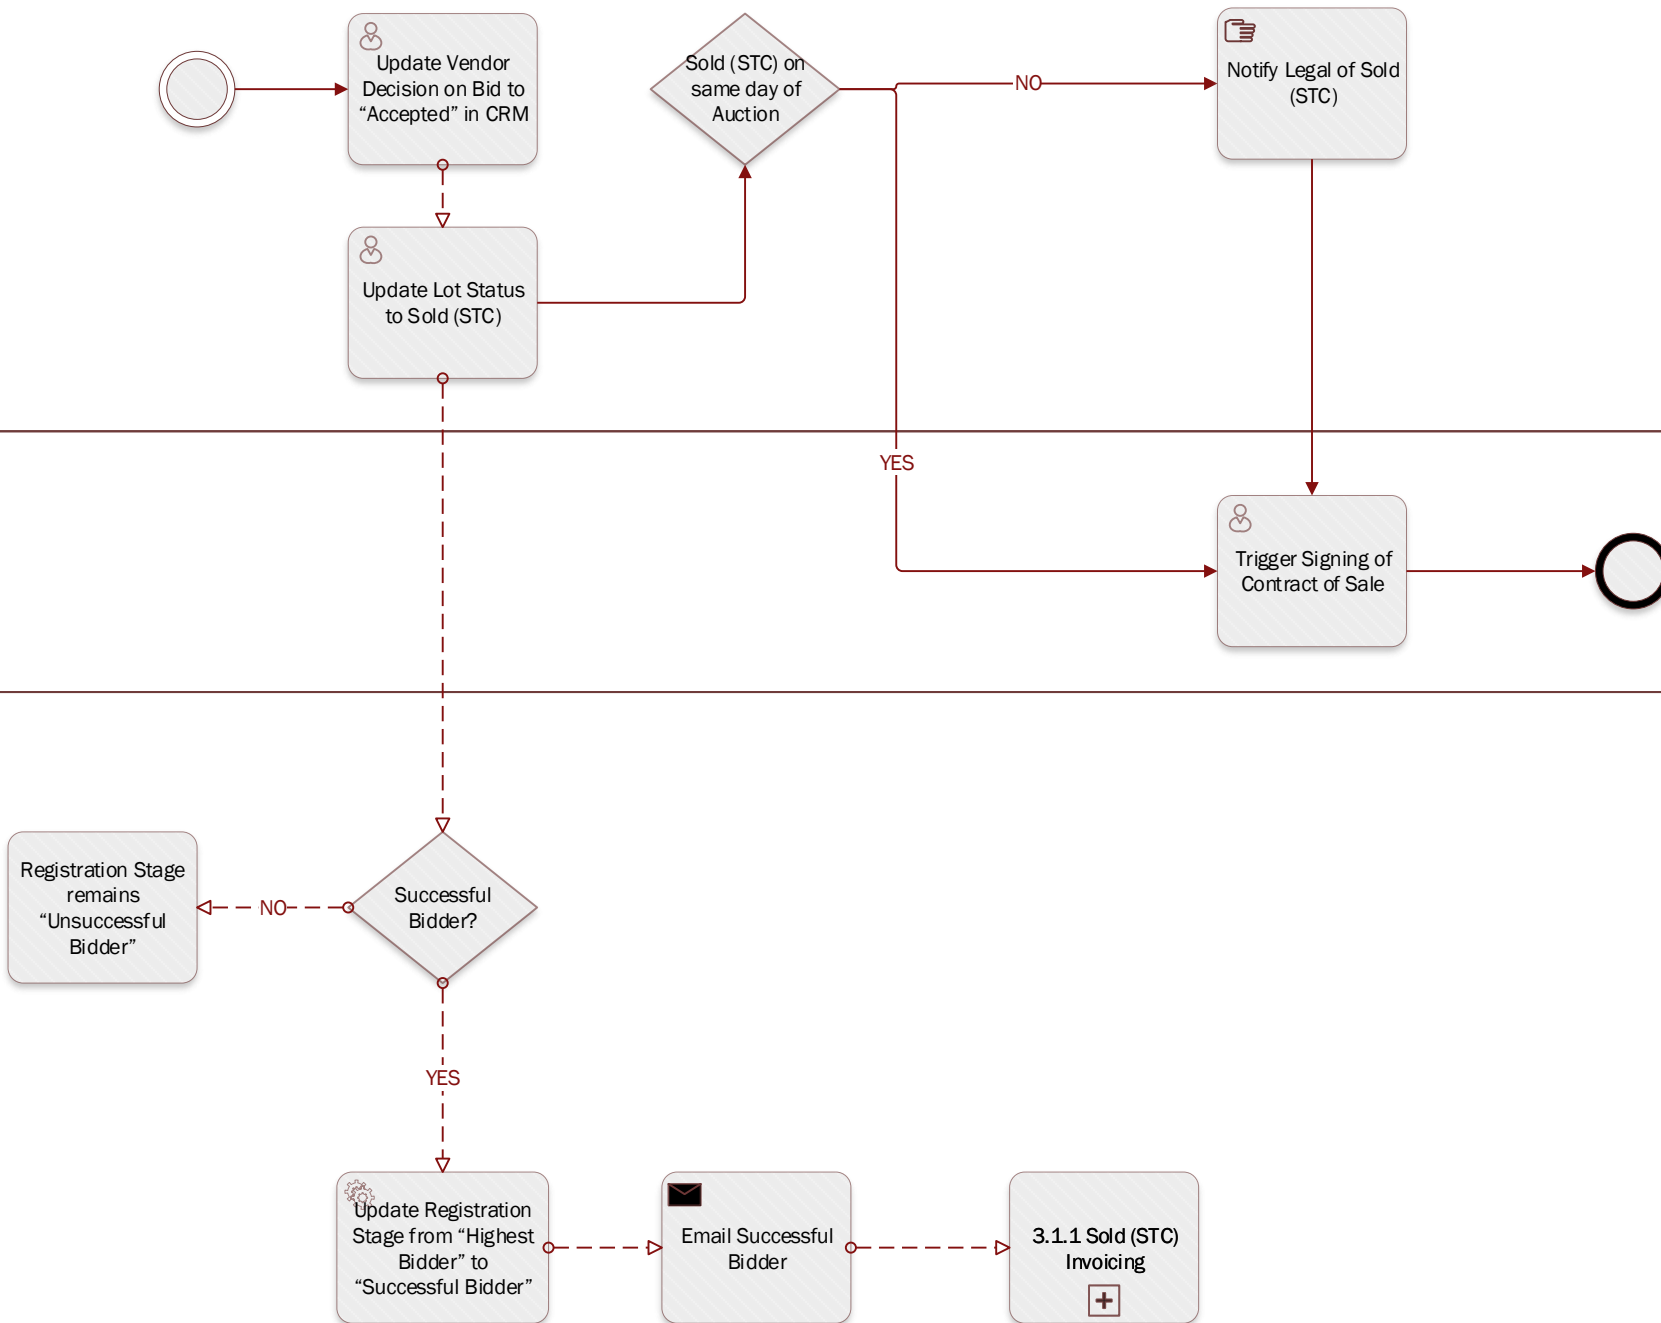 Update Vendor
Decision on Bid to
“Accepted” in CRM
Sold (STC) on
same day of
Auction
NO
Notify Legal of Sold
(STC)
Update Lot Status
to Sold (STC)
YES
Trigger Signing of
Contract of Sale
Registration Stage
remains
“Unsuccessful
Bidder”
NO
Successful
Bidder?
YES
Update Registration
Stage from “Highest
Bidder” to
“Successful Bidder”
Email Successful
Bidder
3.1.1 Sold (STC)
Invoicing